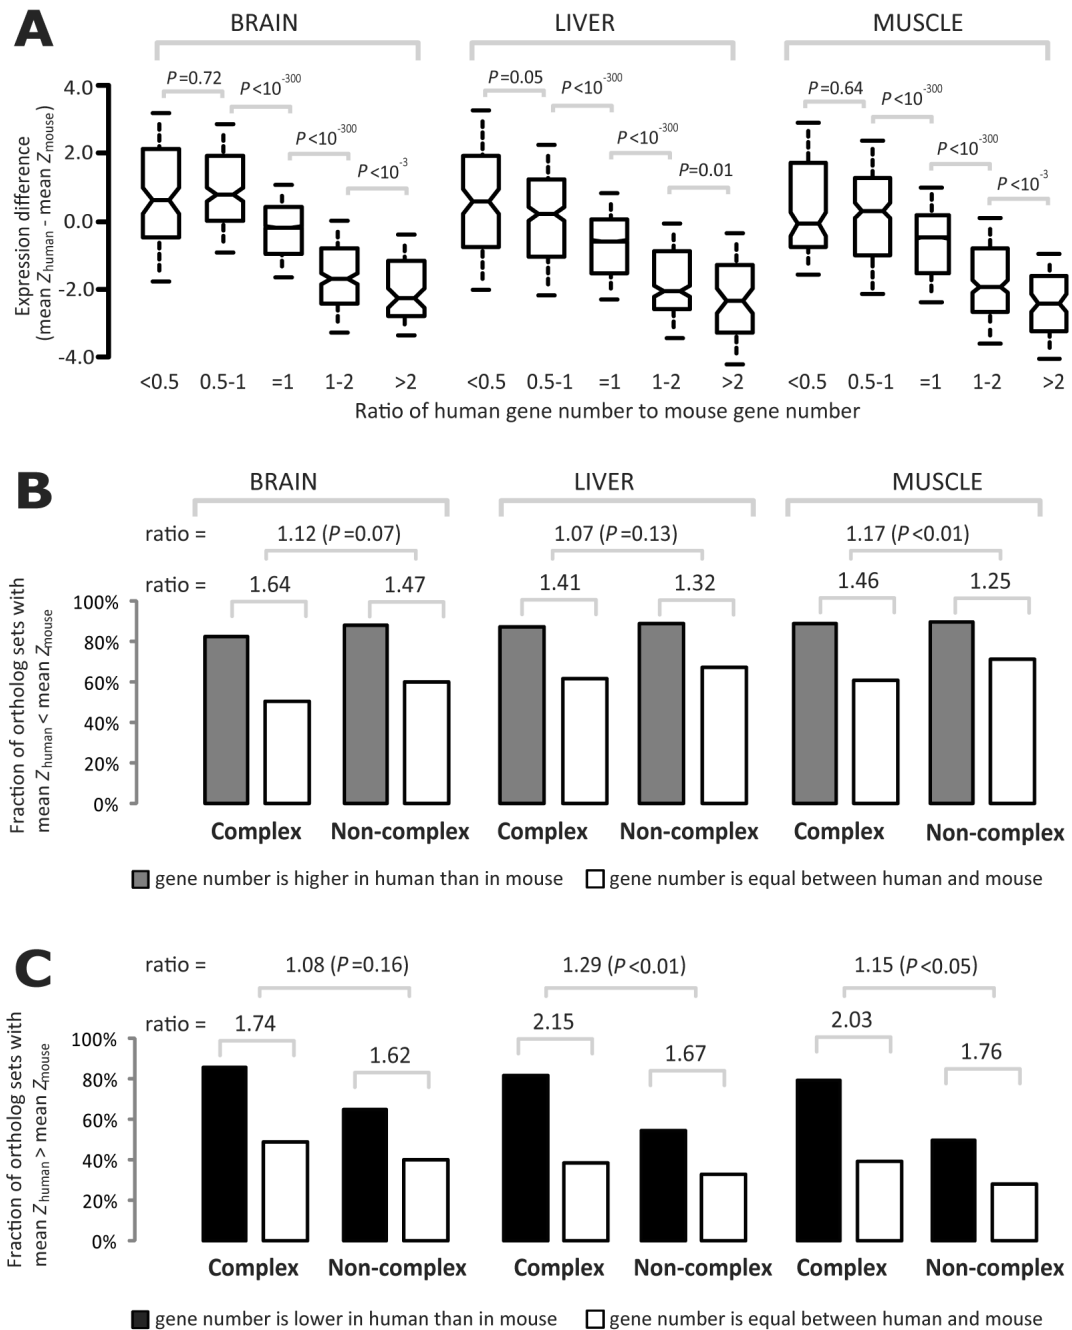 A
BRAIN LIVER MUSCLE
P=0.72 P<10^-300 P<10^-300 P<10^-3
P=0.05 P<10^-300 P<10^-300 P=0.01
P=0.64 P<10^-300 P<10^-300 P<10^-3
Expression difference
(mean Zhuman - mean Zmouse)
4.0
2.0
0.0
-2.0
-4.0
<0.5 0.5-1 =1 1-2 >2 <0.5 0.5-1 =1 1-2 >2 <0.5 0.5-1 =1 1-2 >2
Ratio of human gene number to mouse gene number
B
BRAIN LIVER MUSCLE
ratio = 1.12 (P=0.07) 1.07 (P=0.13) 1.17 (P<0.01)
ratio = 1.64 1.47 1.41 1.32 1.46 1.25
Fraction of ortholog sets with
mean Zhuman < mean Zmouse
100%
80%
60%
40%
20%
0%
Complex Non-complex Complex Non-complex Complex Non-complex
gene number is higher in human than in mouse gene number is equal between human and mouse
C
ratio = 1.08 (P=0.16) 1.29 (P<0.01) 1.15 (P<0.05)
ratio = 1.74 1.62 2.15 1.67 2.03 1.76
Fraction of ortholog sets with
mean Zhuman > mean Zmouse
100%
80%
60%
40%
20%
0%
Complex Non-complex Complex Non-complex Complex Non-complex
gene number is lower in human than in mouse gene number is equal between human and mouse